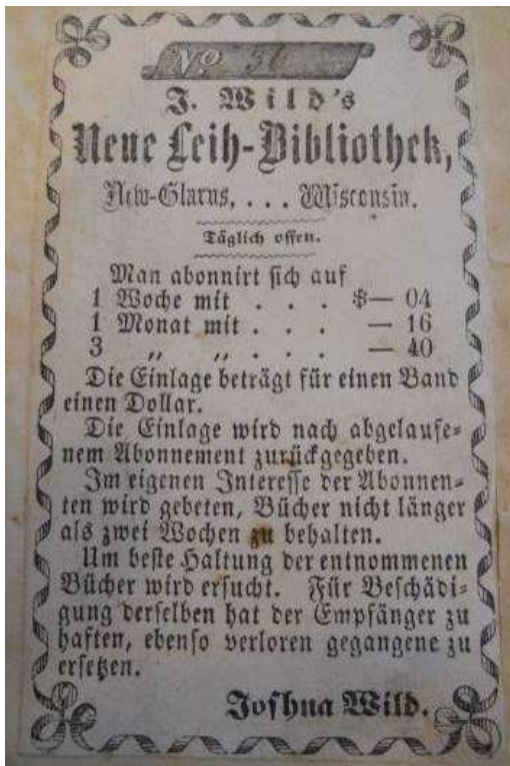 No
J. Wild's
Neue Leih-Bibliothek,
New-Glarus, . . . Wisconsin.
Täglich offen.
Man abonnirt sich auf
1 Woche mit . . . $— 04
1 Monat mit . . . — 16
3 „ „ . . . . — 40
Die Einlage beträgt für einen Band
einen Dollar.
Die Einlage wird nach abgelaufe-
nem Abonnement zurückgegeben.
Im eigenen Interesse der Abonnen-
ten wird gebeten, Bücher nicht länger
als zwei Wochen zu behalten.
Um beste Haltung der entnommenen
Bücher wird ersucht. Für Beschädi-
gung derselben hat der Empfänger zu
haften, ebenso verloren gegangene zu
ersetzen.
Joshua Wild.